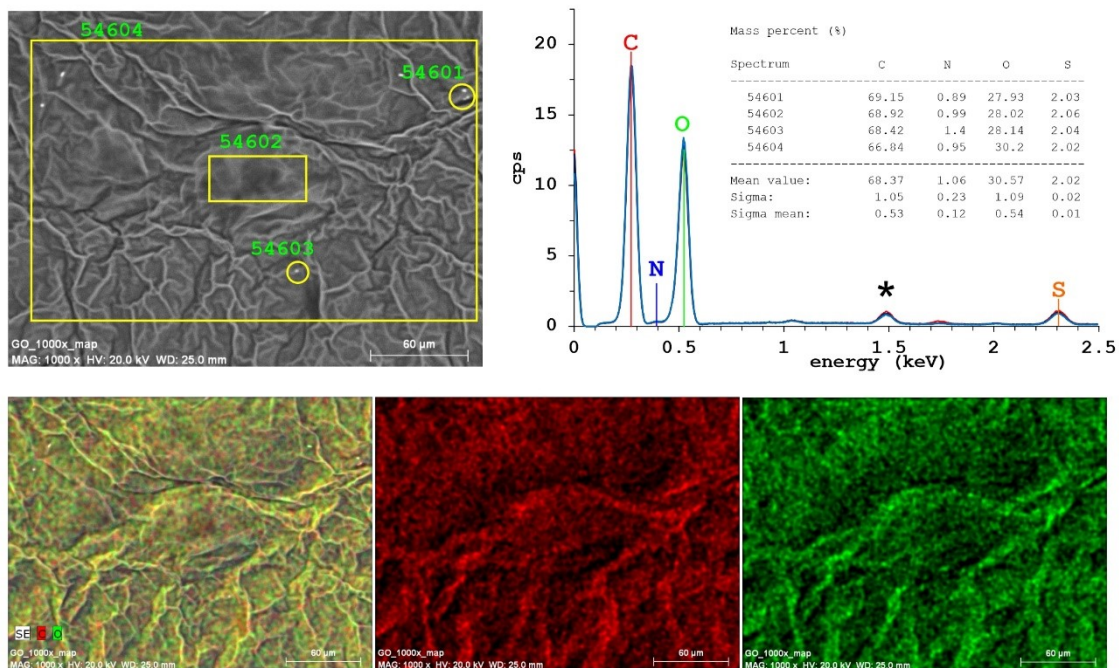 54604
54601
54602
54603
GO_1000x_map
MAG: 1000 x HV: 20.0 kV WD: 25.0 mm
60 µm
cps
20
15
10
5
0
C
O
N
*
S
0 0.5 1 1.5 2 2.5
energy (keV)
Mass percent (%)
Spectrum C N O S
54601 69.15 0.89 27.93 2.03
54602 68.92 0.99 28.02 2.06
54603 68.42 1.4 28.14 2.04
54604 66.84 0.95 30.2 2.02
Mean value: 68.37 1.06 30.57 2.02
Sigma: 1.05 0.23 1.09 0.02
Sigma mean: 0.53 0.12 0.54 0.01
SE C O
GO_1000x_map
MAG: 1000 x HV: 20.0 kV WD: 25.0 mm
60 µm
GO_1000x_map
MAG: 1000 x HV: 20.0 kV WD: 25.0 mm
60 µm
GO_1000x_map
MAG: 1000 x HV: 20.0 kV WD: 25.0 mm
60 µm